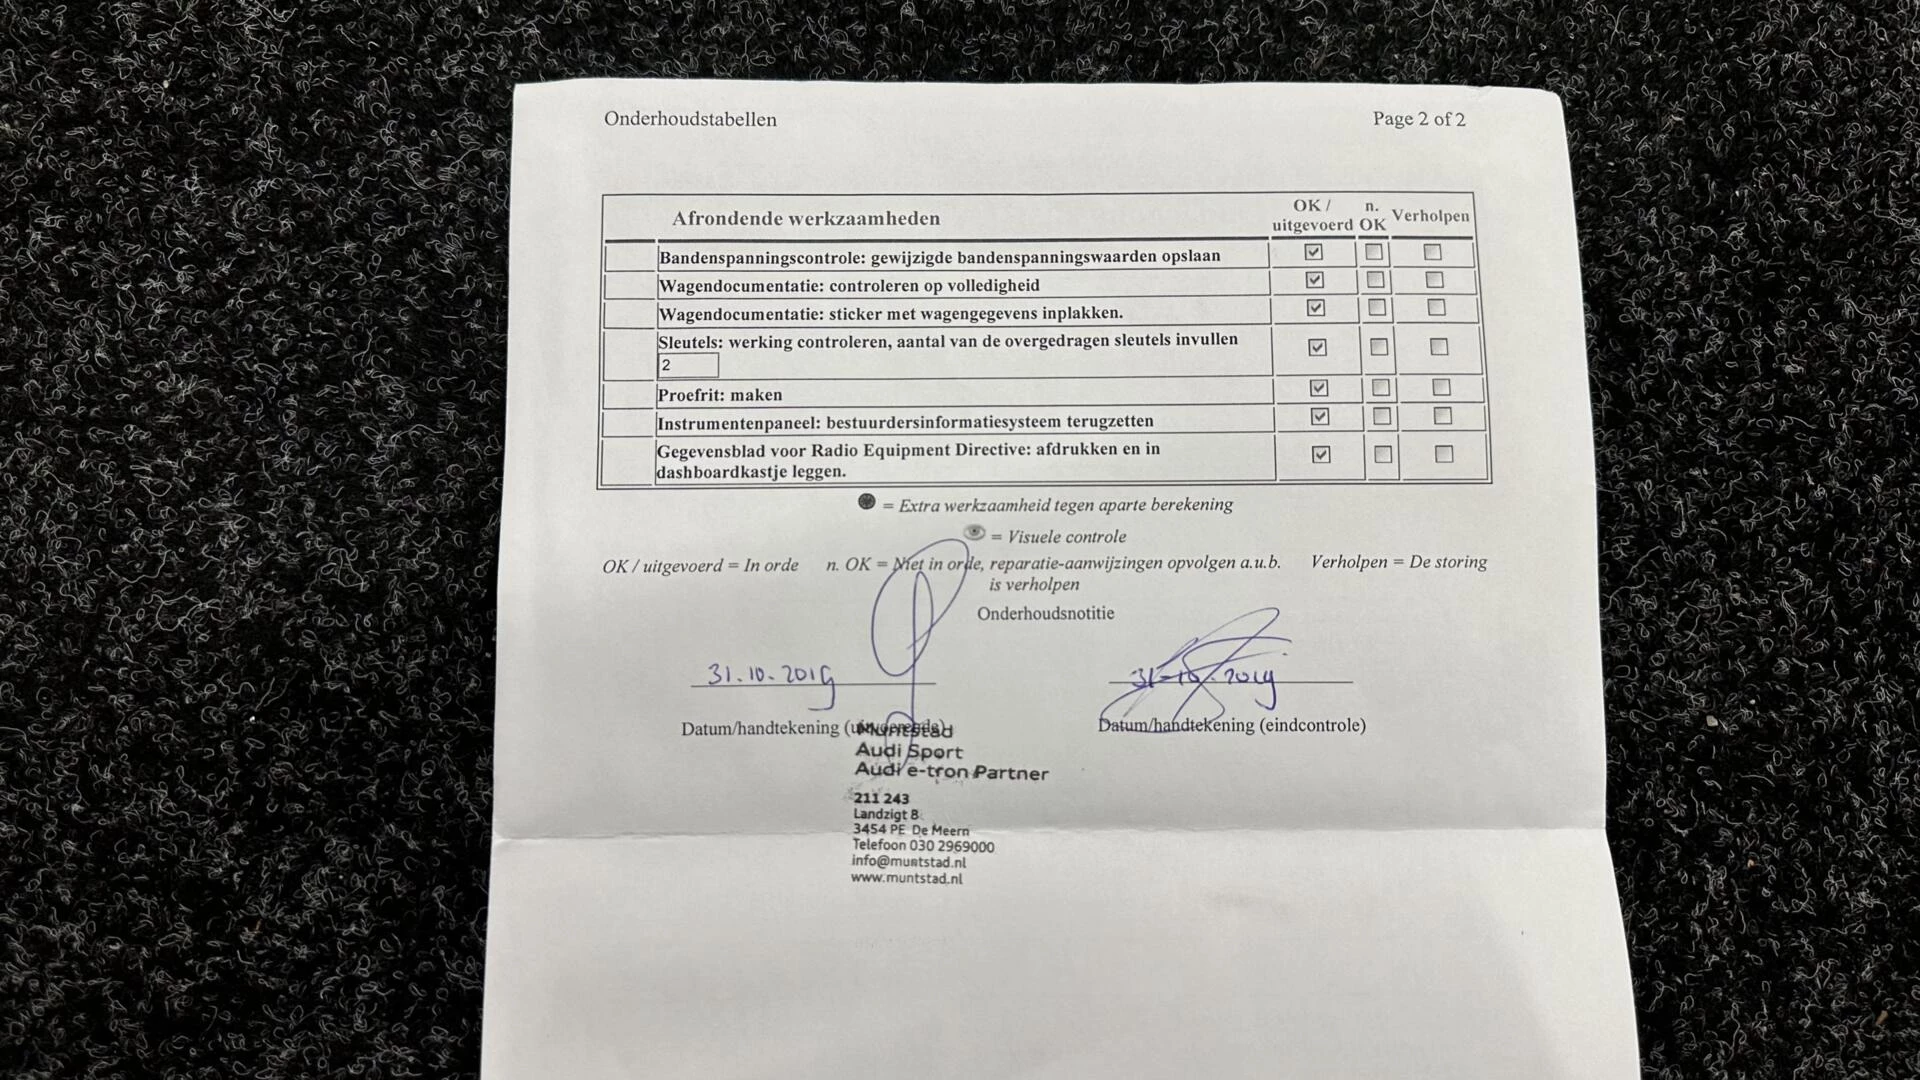 Onderhoudstabellen Page 2 of 2
Afrondende werkzaamheden OK / uitgevoerd n. OK Verholpen
Bandenspanningscontrole: gewijzigde bandenspanningswaarden opslaan
Wagendocumentatie: controleren op volledigheid
Wagendocumentatie: sticker met wagengegevens inplakken.
Sleutels: werking controleren, aantal van de overgedragen sleutels invullen
2
Proefrit: maken
Instrumentenpaneel: bestuurdersinformatiesysteem terugzetten
Gegevensblad voor Radio Equipment Directive: afdrukken en in
dashboardkastje leggen.
= Extra werkzaamheid tegen aparte berekening
= Visuele controle
OK / uitgevoerd = In orde n. OK = Niet in orde, reparatie-aanwijzingen opvolgen a.u.b. Verholpen = De storing
is verholpen
Onderhoudsnotitie
31.10.2019 31-10-2019
Datum/handtekening Datum/handtekening (eindcontrole)
Muntstad
Audi Sport
Audi e-tron Partner
211 243
Landzigt 8
3454 PE De Meern
Telefoon 030 2969000
info@muntstad.nl
www.muntstad.nl